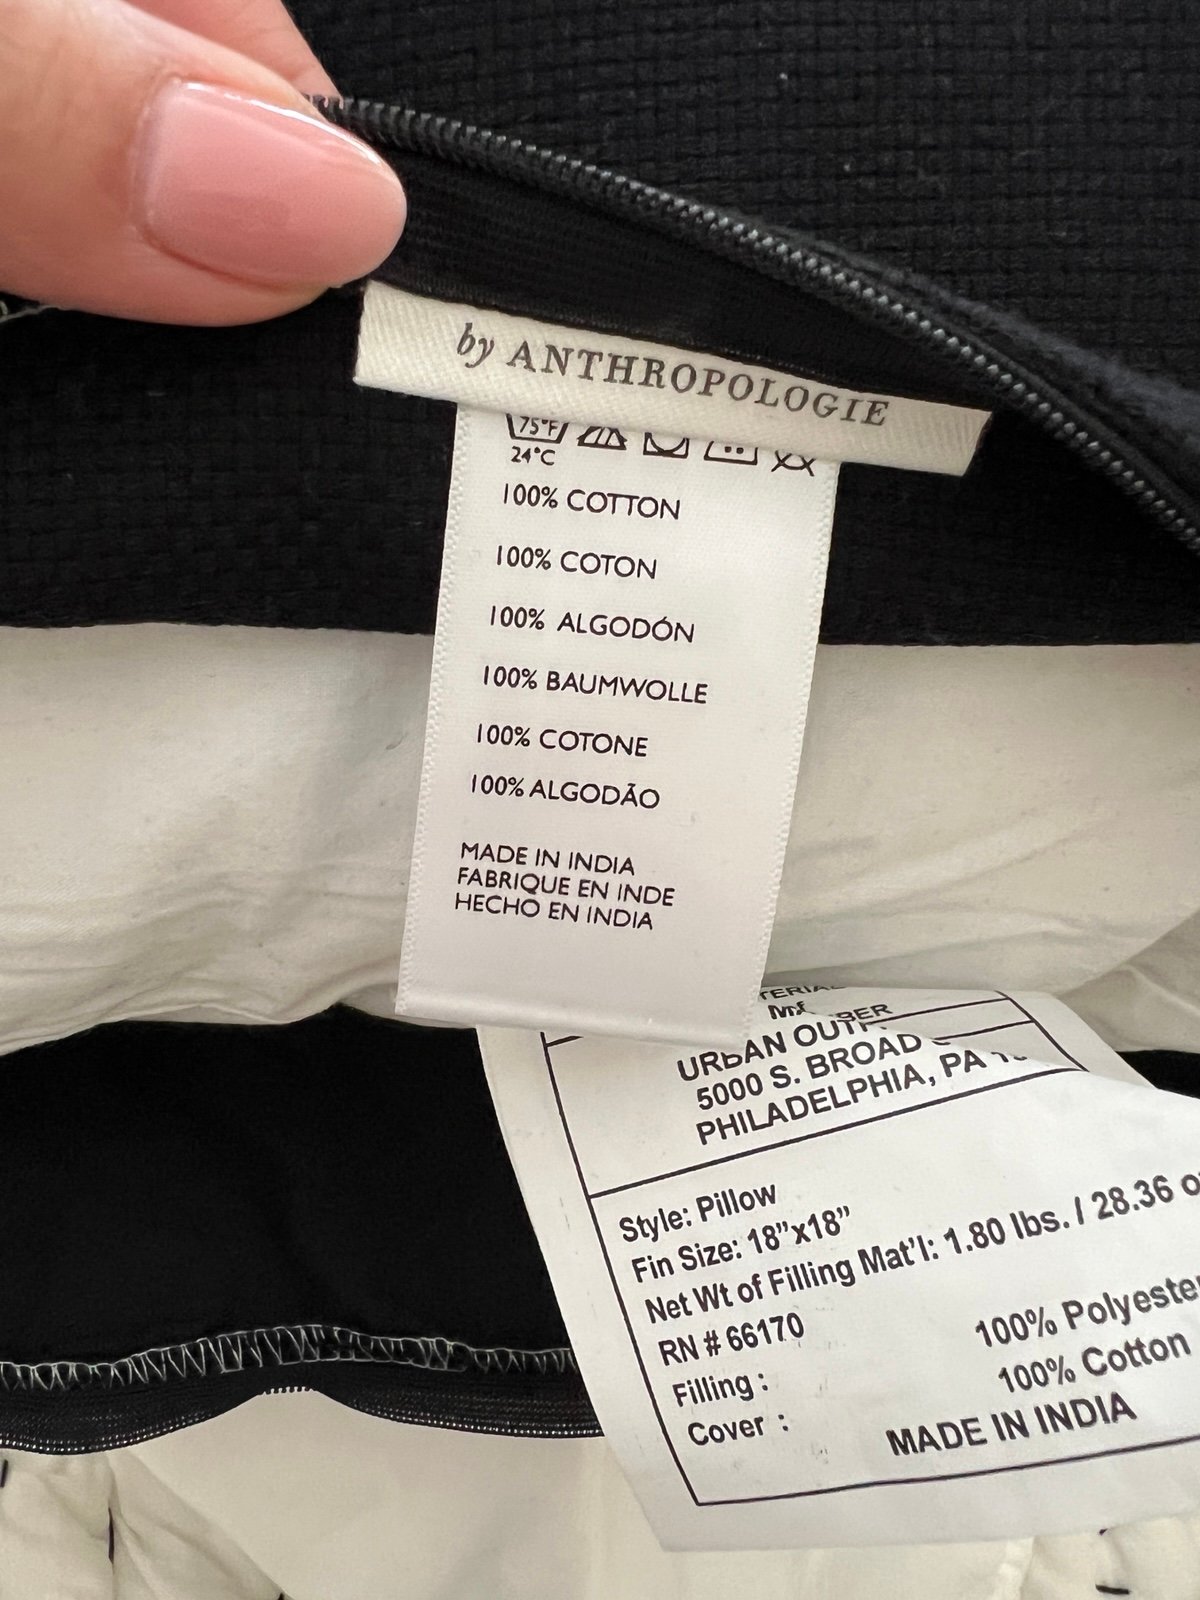 by ANTHROPOLOGIE
75°F
24°C
100% COTTON
100% COTON
100% ALGODÓN
100% BAUMWOLLE
100% COTONE
100% ALGODÃO
MADE IN INDIA
FABRIQUE EN INDE
HECHO EN INDIA
URBAN
5000 S. BROAD
PHILADELPHIA, PA
Style: Pillow
Fin Size: 18”x18”
Net Wt of Filling Mat’l: 1.80 lbs. / 28.36
RN # 66170
Filling : 100% Polyester
Cover : 100% Cotton
MADE IN INDIA